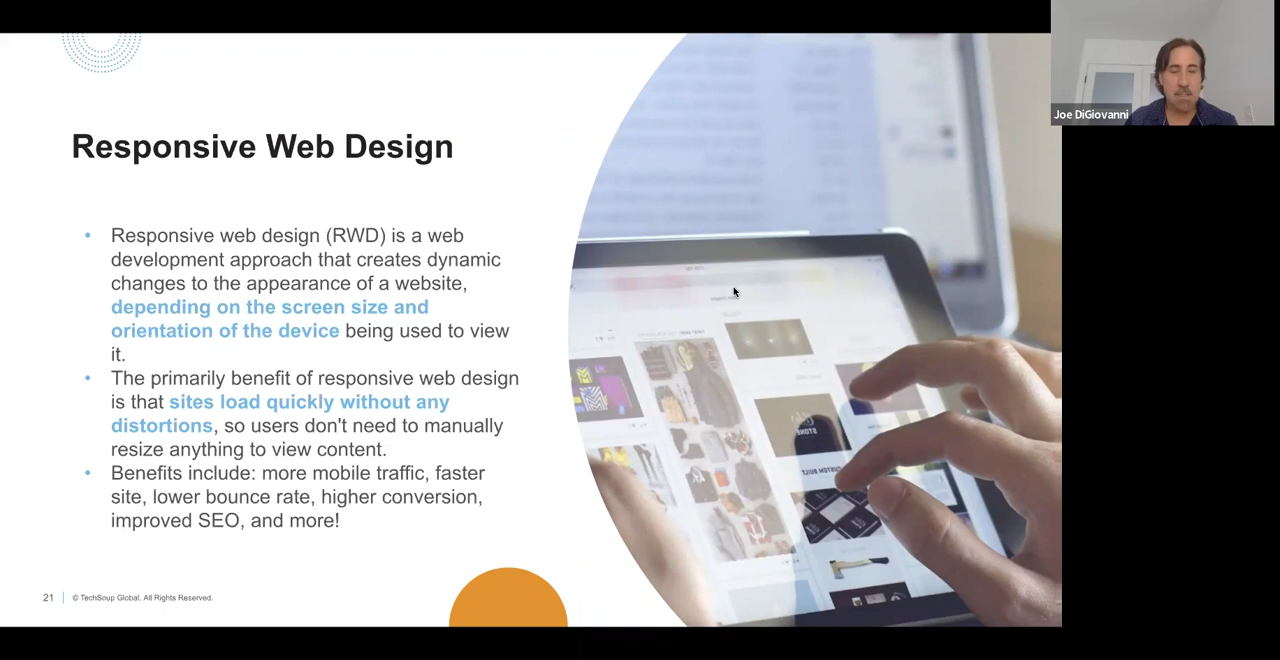 Responsive Web Design
• Responsive web design (RWD) is a web
development approach that creates dynamic
changes to the appearance of a website,
depending on the screen size and
orientation of the device being used to view
it.
• The primarily benefit of responsive web design
is that sites load quickly without any
distortions, so users don't need to manually
resize anything to view content.
• Benefits include: more mobile traffic, faster
site, lower bounce rate, higher conversion,
improved SEO, and more!
21
© TechSoup Global. All Rights Reserved.
Joe DiGiovanni